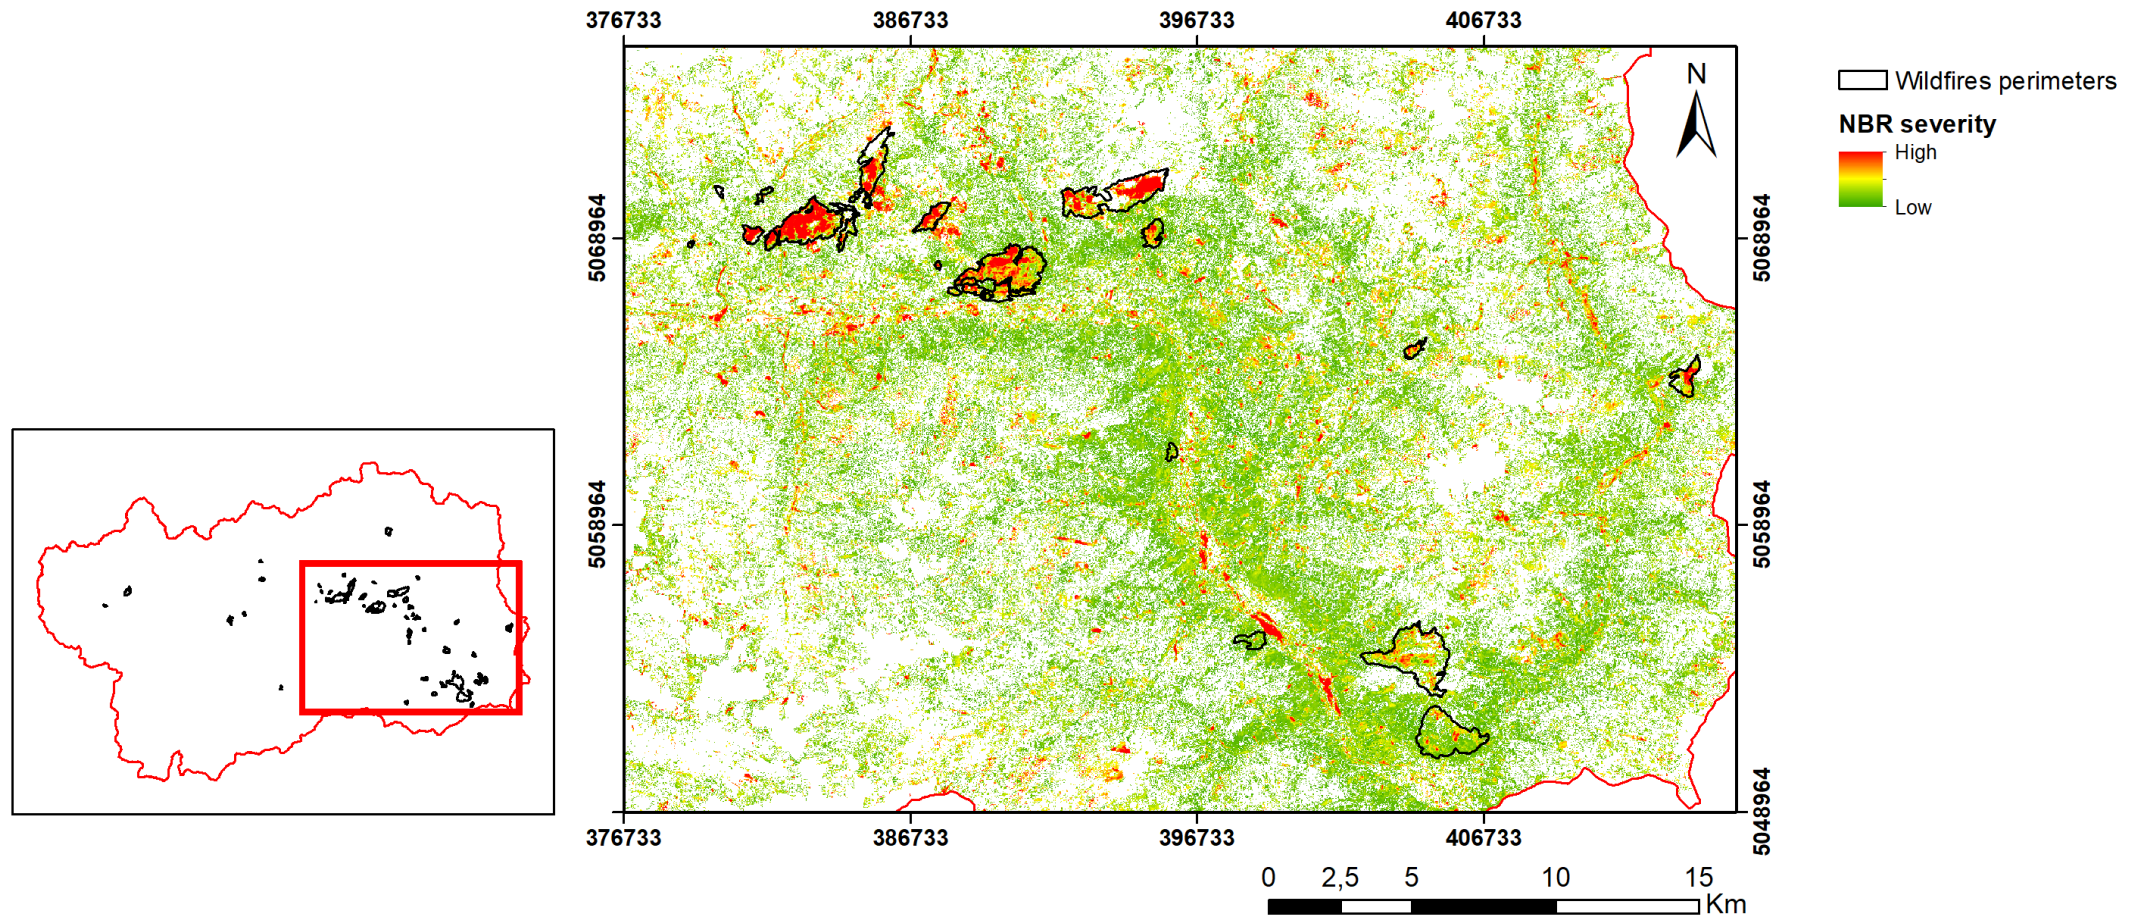 376733 386733 396733 406733
N
Wildfires perimeters
NBR severity
High
Low
5068964 5068964
5058964 5058964
5048964
376733 386733 396733 406733
0 2,5 5 10 15
Km